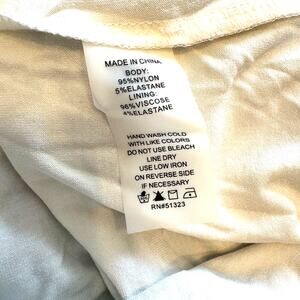 MADE IN CHINA
BODY:
95%NYLON
5%ELASTANE
LINING:
96%VISCOSE
4%ELASTANE
HAND WASH COLD
WITH LIKE COLORS
DO NOT USE BLEACH
LINE DRY
USE LOW IRON
ON REVERSE SIDE
IF NECESSARY
RN#51323